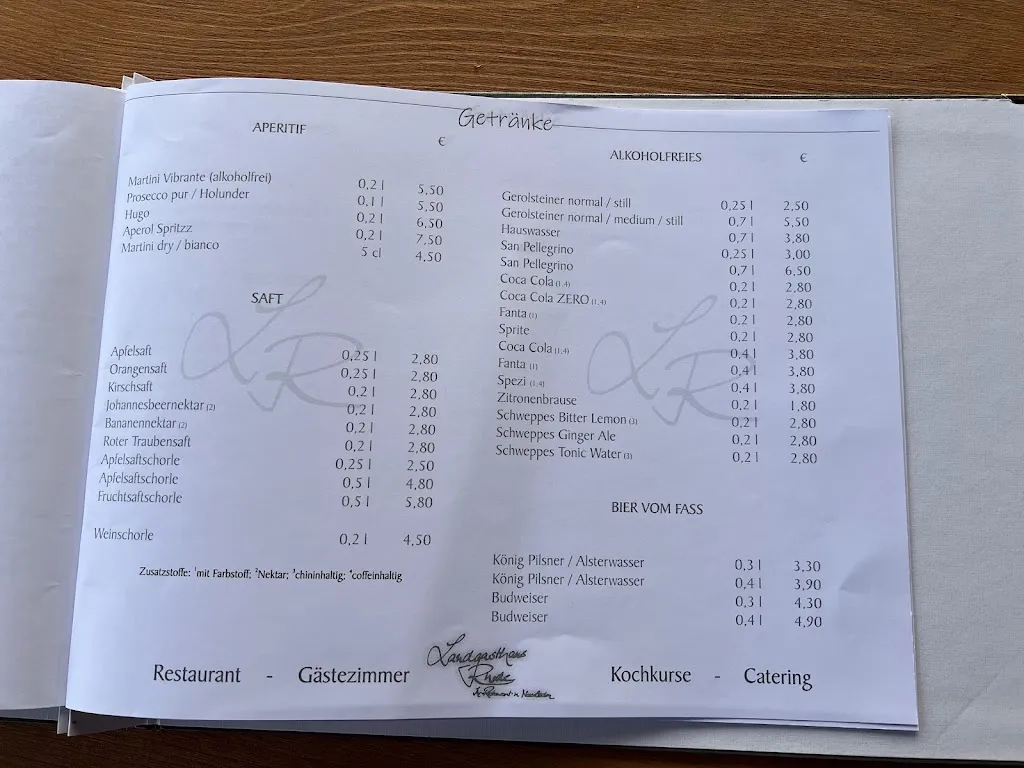 Getränke
APERITIF €
Martini Vibrante (alkoholfrei) 0,2 l 5,50
Prosecco pur / Holunder 0,1 l 5,50
Hugo 0,2 l 6,50
Aperol Spritzz 0,2 l 7,50
Martini dry / bianco 5 cl 4,50
SAFT
Apfelsaft 0,25 l 2,80
Orangensaft 0,25 l 2,80
Kirschsaft 0,2 l 2,80
Johannesbeernektar (2) 0,2 l 2,80
Bananennektar (2) 0,2 l 2,80
Roter Traubensaft 0,2 l 2,80
Apfelsaftschorle 0,25 l 2,50
Apfelsaftschorle 0,5 l 4,80
Fruchtsaftschorle 0,5 l 5,80
Weinschorle 0,2 l 4,50
Zusatzstoffe: ¹mit Farbstoff; ²Nektar; ³chininhaltig; ⁴coffeinhaltig
ALKOHOLFREIES €
Gerolsteiner normal / still 0,25 l 2,50
Gerolsteiner normal / medium / still 0,7 l 5,50
Hauswasser 0,7 l 3,80
San Pellegrino 0,25 l 3,00
San Pellegrino 0,7 l 6,50
Coca Cola (1,4) 0,2 l 2,80
Coca Cola ZERO (1,4) 0,2 l 2,80
Fanta (1) 0,2 l 2,80
Sprite 0,2 l 2,80
Coca Cola (1,4) 0,4 l 3,80
Fanta (1) 0,4 l 3,80
Spezi (1,4) 0,4 l 3,80
Zitronenbrause 0,2 l 1,80
Schweppes Bitter Lemon (3) 0,2 l 2,80
Schweppes Ginger Ale 0,2 l 2,80
Schweppes Tonic Water (3) 0,2 l 2,80
BIER VOM FASS
König Pilsner / Alsterwasser 0,3 l 3,30
König Pilsner / Alsterwasser 0,4 l 3,90
Budweiser 0,3 l 4,30
Budweiser 0,4 l 4,90
LR
LR
Restaurant - Gästezimmer
Landgasthaus
Kochkurse - Catering